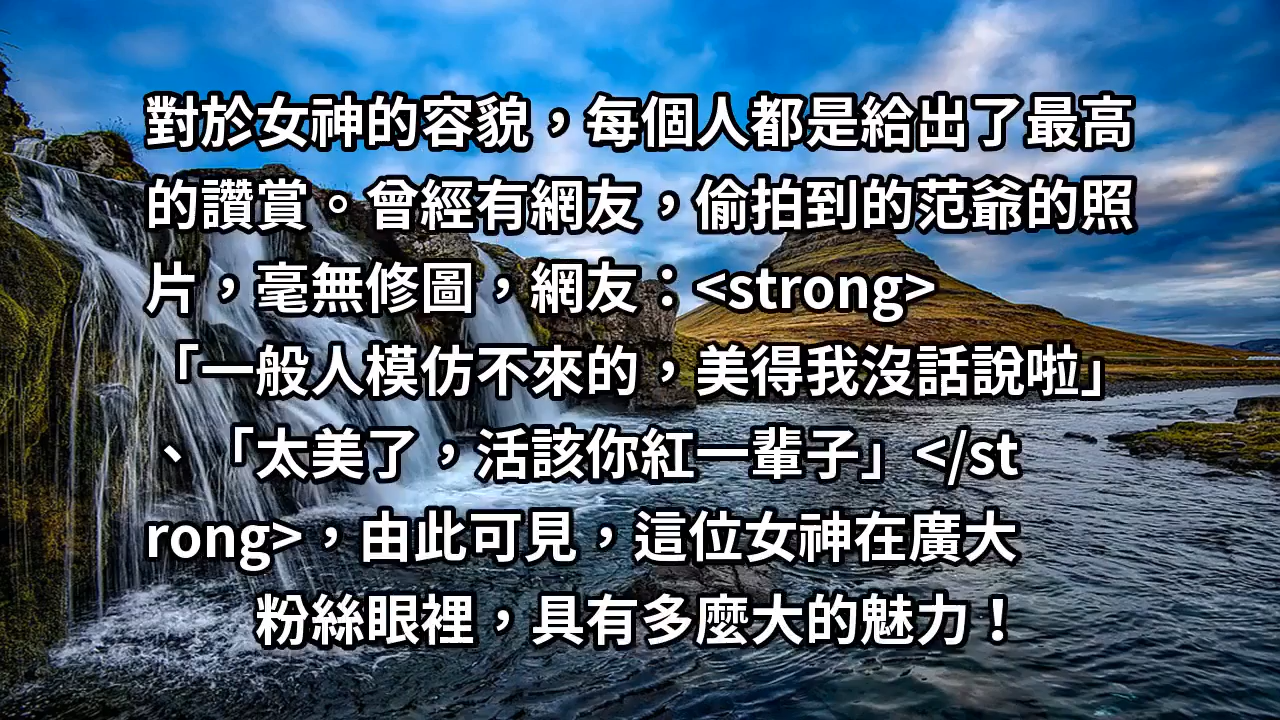 對於女神的容貌，每個人都是給出了最高
的讚賞。曾經有網友，偷拍到的范爺的照
片，毫無修圖，網友：<strong>
「一般人模仿不來的，美得我沒話說啦」
、「太美了，活該你紅一輩子」</st
rong>，由此可見，這位女神在廣大
粉絲眼裡，具有多麼大的魅力！